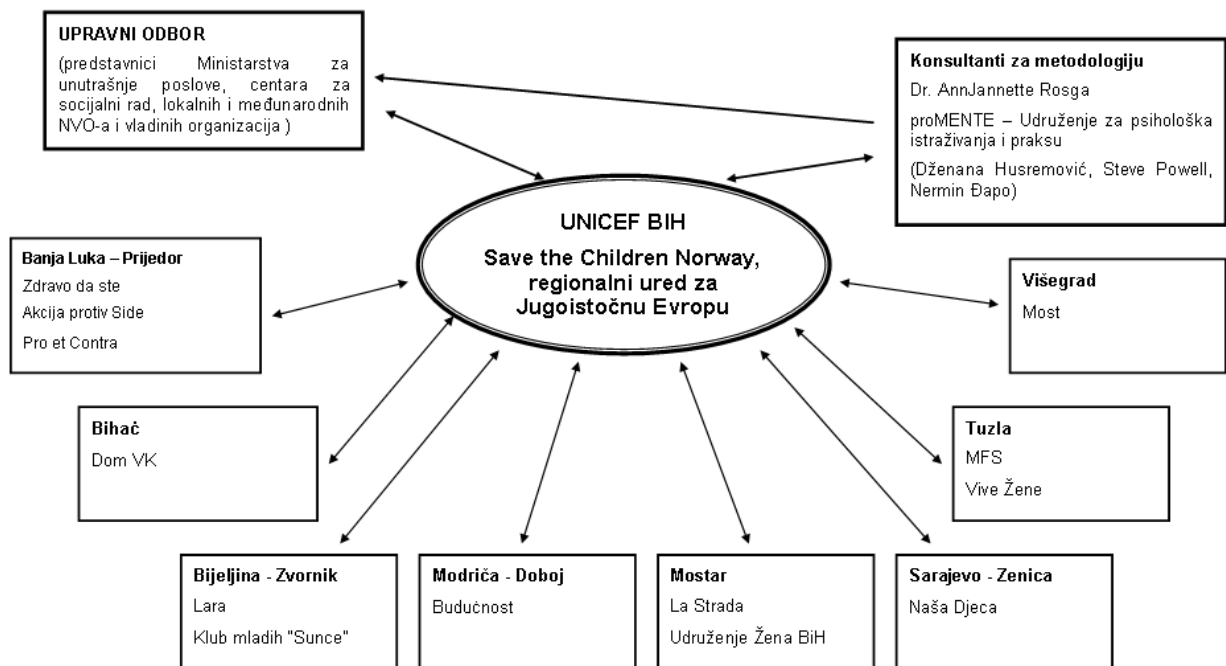 UPRAVNI ODBOR
(predstavnici Ministarstva za
unutrašnje poslove, centara za
socijalni rad, lokalnih i međunarodnih
NVO-a i vladinih organizacija )
Konsultanti za metodologiju
Dr. AnnJannette Rosga
proMENTE – Udruženje za psihološka
istraživanja i praksu
(Dženana Husremović, Steve Powell,
Nermin Đapo)
UNICEF BIH
Save the Children Norway,
regionalni ured za
Jugoistočnu Evropu
Banja Luka – Prijedor
Zdravo da ste
Akcija protiv Side
Pro et Contra
Višegrad
Most
Bihać
Dom VK
Tuzla
MFS
Vive Žene
Bijeljina - Zvornik
Lara
Klub mladih "Sunce"
Modriča - Doboj
Budućnost
Mostar
La Strada
Udruženje Žena BiH
Sarajevo - Zenica
Naša Djeca